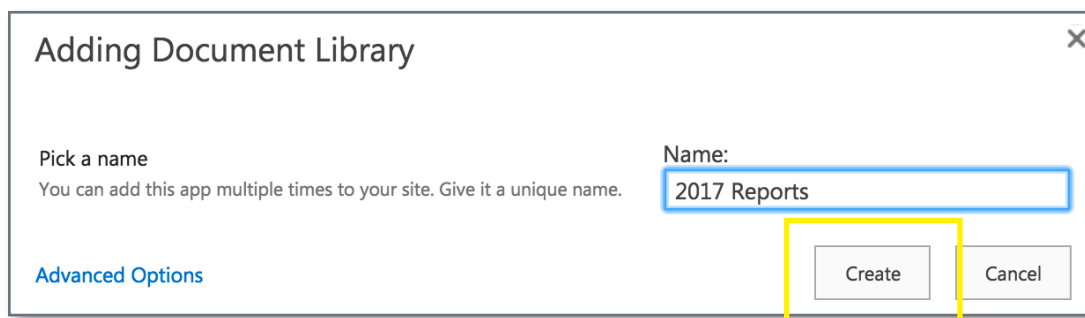 Adding Document Library
Pick a name
You can add this app multiple times to your site. Give it a unique name.
Name:
2017 Reports
Advanced Options
Create
Cancel